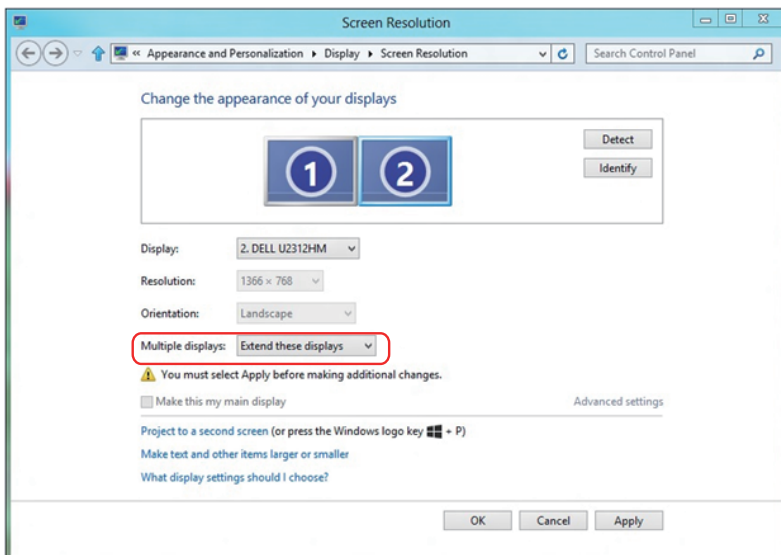 Screen Resolution
« Appearance and Personalization Display Screen Resolution Search Control Panel
Change the appearance of your displays
1 2
Detect
Identify
Display: 2. DELL U2312HM
Resolution: 1366 × 768
Orientation: Landscape
Multiple displays: Extend these displays
You must select Apply before making additional changes.
Make this my main display Advanced settings
Project to a second screen (or press the Windows logo key + P)
Make text and other items larger or smaller
What display settings should I choose?
OK Cancel Apply